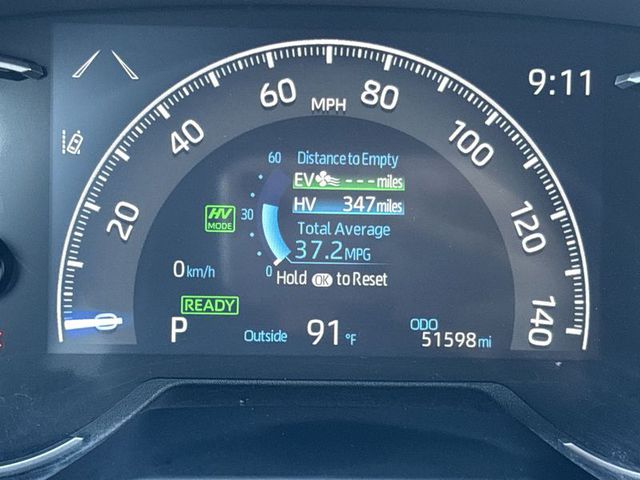 9:11
60 MPH 80
40 100
20 120
0 140
60 Distance to Empty
EV --- miles
HV 347 miles
HV MODE
30
Total Average
37.2 MPG
0
Hold OK to Reset
0 km/h
READY
P
Outside 91 °F
ODO
51598 mi